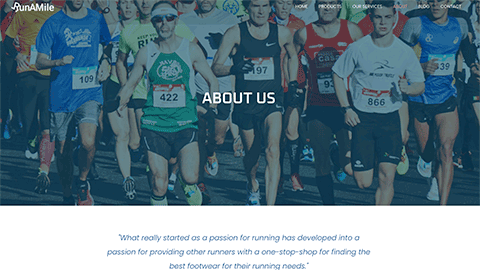 RunAMile
HOME PRODUCTS OUR SERVICES ABOUT BLOG CONTACT
109
422
197
923
866
639
ABOUT US
"What really started as a passion for running has developed into a
passion for providing other runners with a one-stop-shop for finding the
best footwear for their running needs."